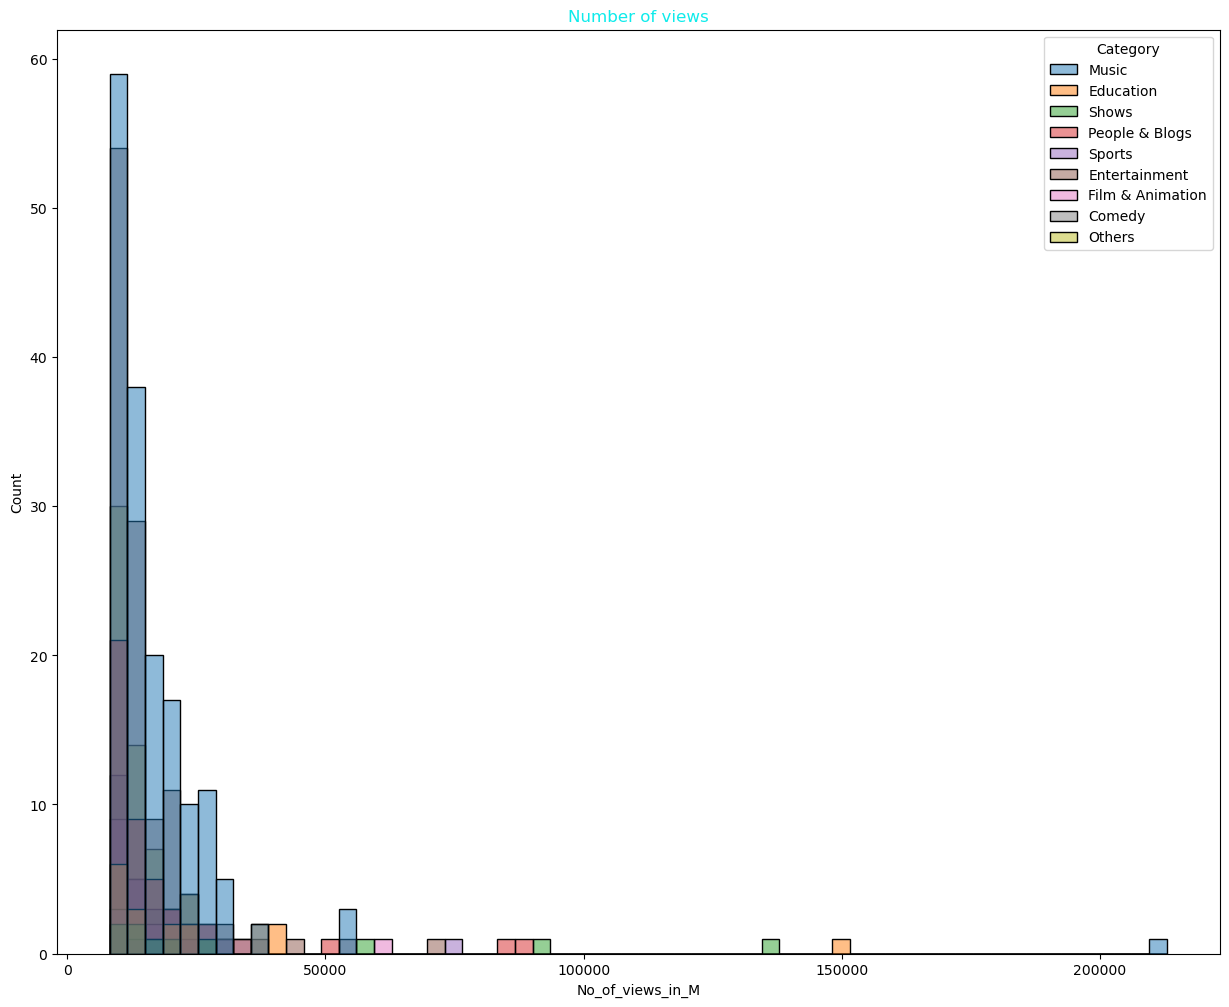 Number of views
60
50
40
30
20
10
0
Count
Category
Music
Education
Shows
People & Blogs
Sports
Entertainment
Film & Animation
Comedy
Others
0
50000
100000
150000
200000
No_of_views_in_M